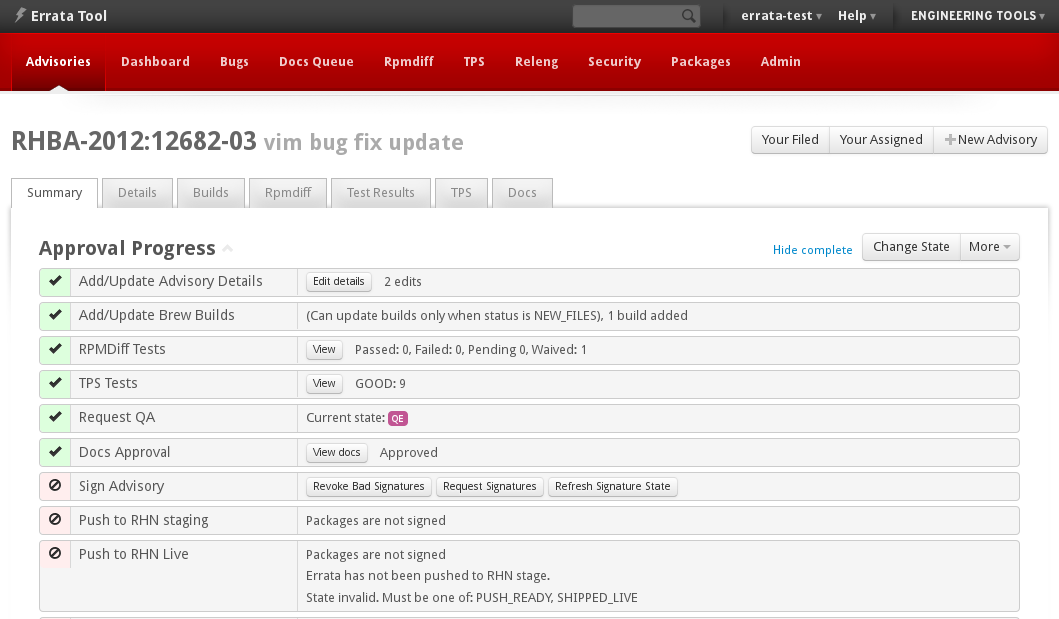 Errata Tool errata-test Help ENGINEERING TOOLS
Advisories Dashboard Bugs Docs Queue Rpmdiff TPS Releng Security Packages Admin
RHBA-2012:12682-03 vim bug fix update Your Filed Your Assigned New Advisory
Summary Details Builds Rpmdiff Test Results TPS Docs
Approval Progress Hide complete Change State More
Add/Update Advisory Details Edit details 2 edits
Add/Update Brew Builds (Can update builds only when status is NEW_FILES), 1 build added
RPMDiff Tests View Passed: 0, Failed: 0, Pending 0, Waived: 1
TPS Tests View GOOD: 9
Request QA Current state: QE
Docs Approval View docs Approved
Sign Advisory Revoke Bad Signatures Request Signatures Refresh Signature State
Push to RHN staging Packages are not signed
Push to RHN Live Packages are not signed
Errata has not been pushed to RHN stage.
State invalid. Must be one of: PUSH_READY, SHIPPED_LIVE